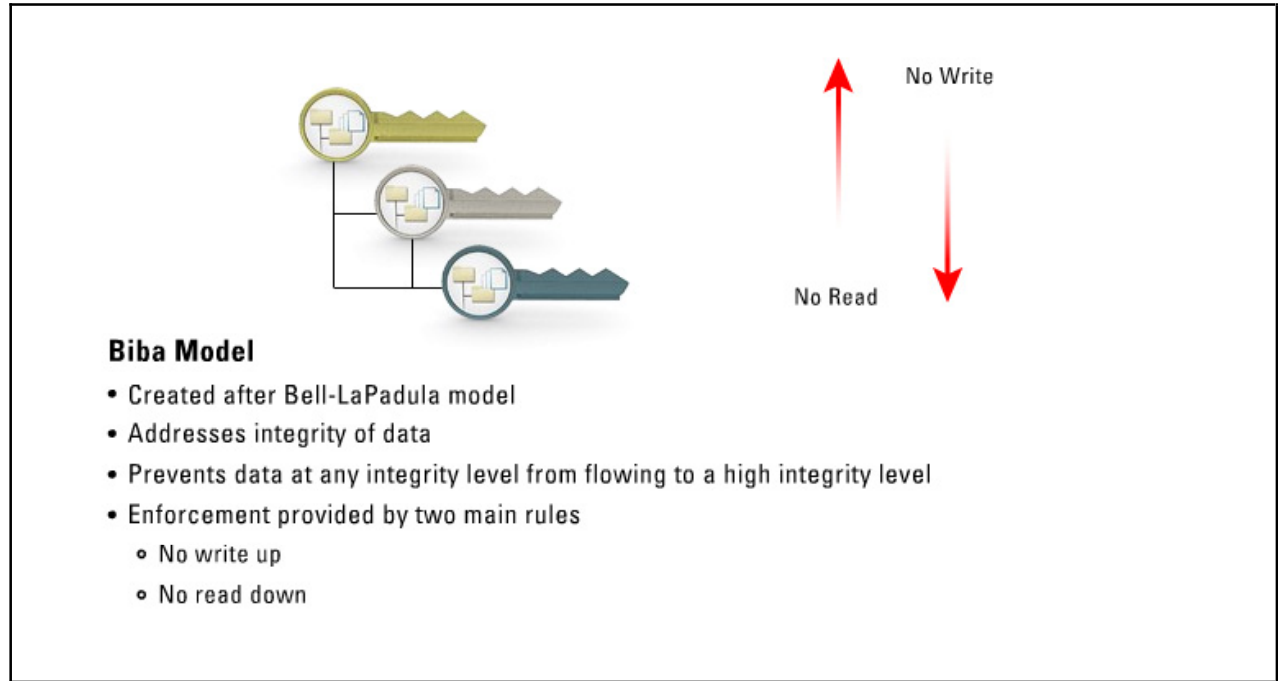 No Write
No Read
Biba Model
• Created after Bell-LaPadula model
• Addresses integrity of data
• Prevents data at any integrity level from flowing to a high integrity level
• Enforcement provided by two main rules
∘ No write up
∘ No read down